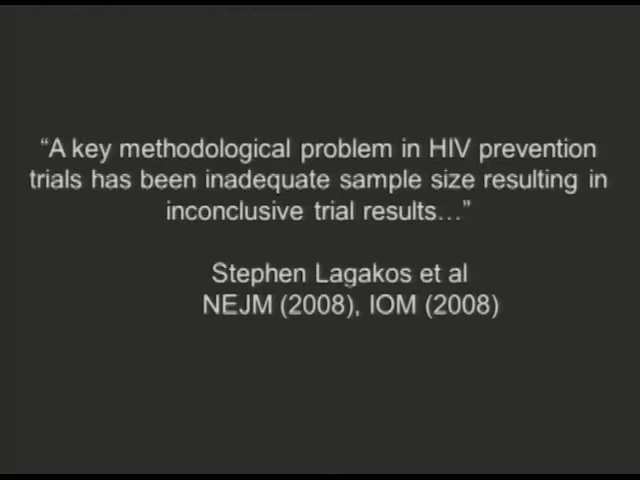 “A key methodological problem in HIV prevention
trials has been inadequate sample size resulting in
inconclusive trial results…”
Stephen Lagakos et al
NEJM (2008), IOM (2008)